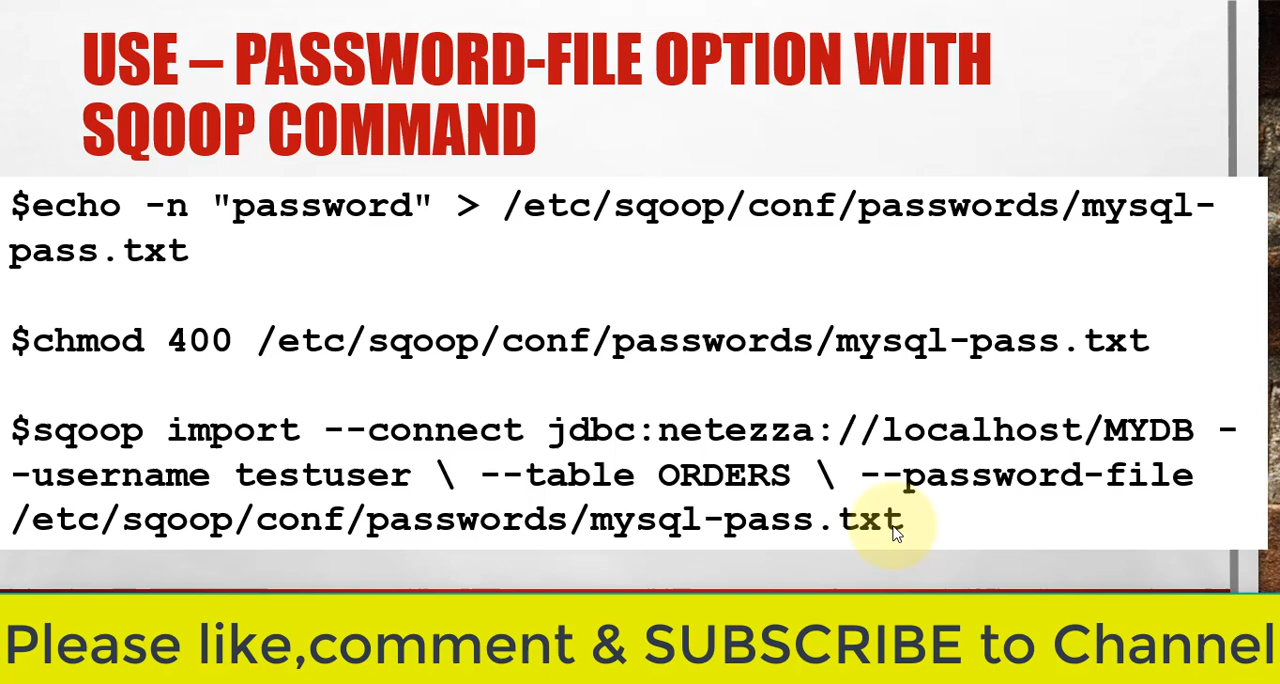 USE – PASSWORD-FILE OPTION WITH
SQOOP COMMAND
$echo -n "password" > /etc/sqoop/conf/passwords/mysql-
pass.txt
$chmod 400 /etc/sqoop/conf/passwords/mysql-pass.txt
$sqoop import --connect jdbc:netezza://localhost/MYDB -
-username testuser \ --table ORDERS \ --password-file
/etc/sqoop/conf/passwords/mysql-pass.txt
Please like,comment & SUBSCRIBE to Channel